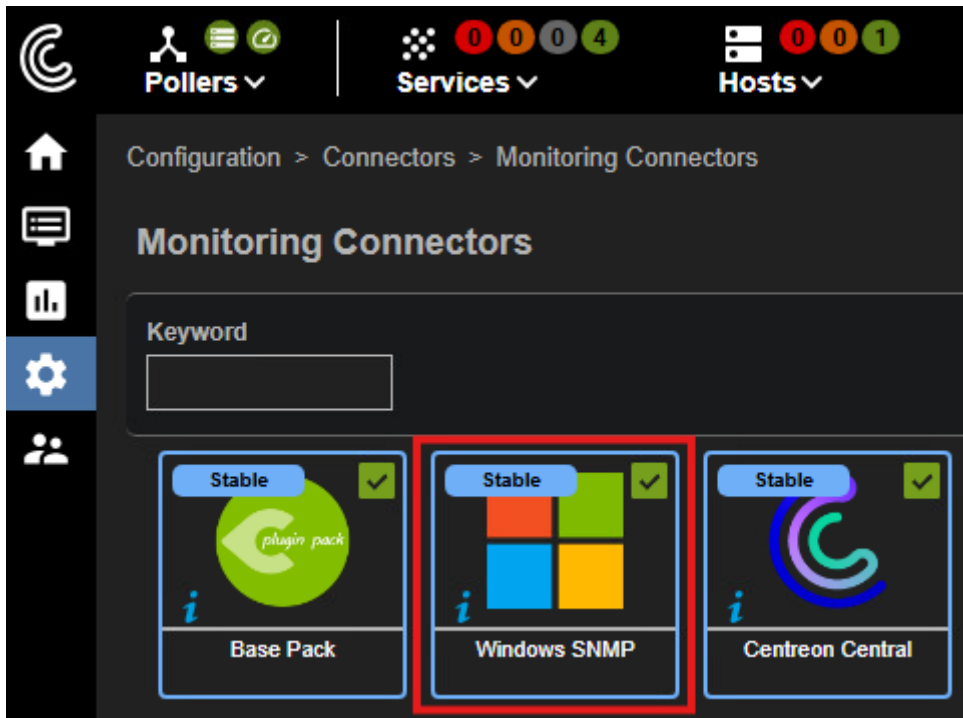 0 0 0 4 0 0 1
Pollers Services Hosts
Configuration > Connectors > Monitoring Connectors
Monitoring Connectors
Keyword
Stable Stable Stable
plugin pack
i i i
Base Pack Windows SNMP Centreon Central